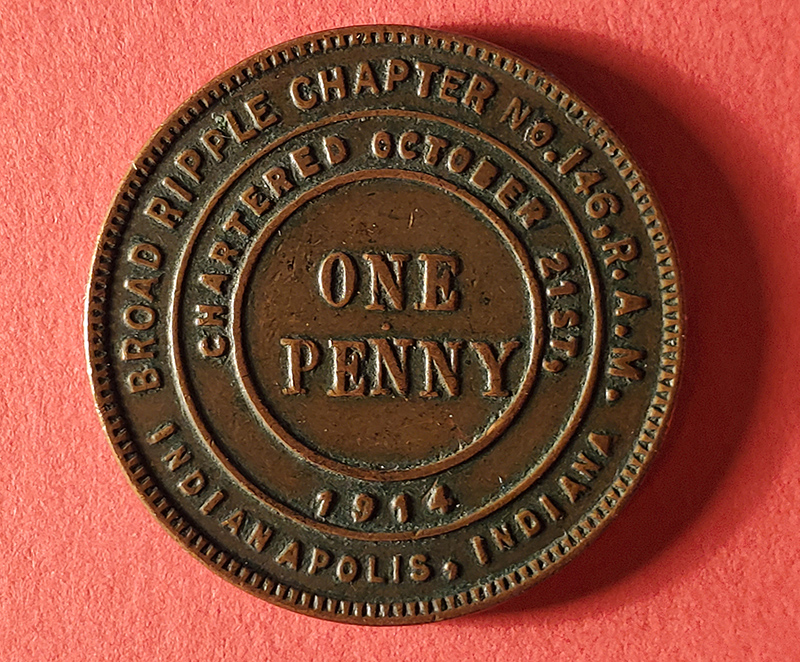 BROAD RIPPLE CHAPTER NO. 146, R.A.M.
INDIANAPOLIS, INDIANA
CHARTERED OCTOBER 21ST,
1914
ONE
PENNY